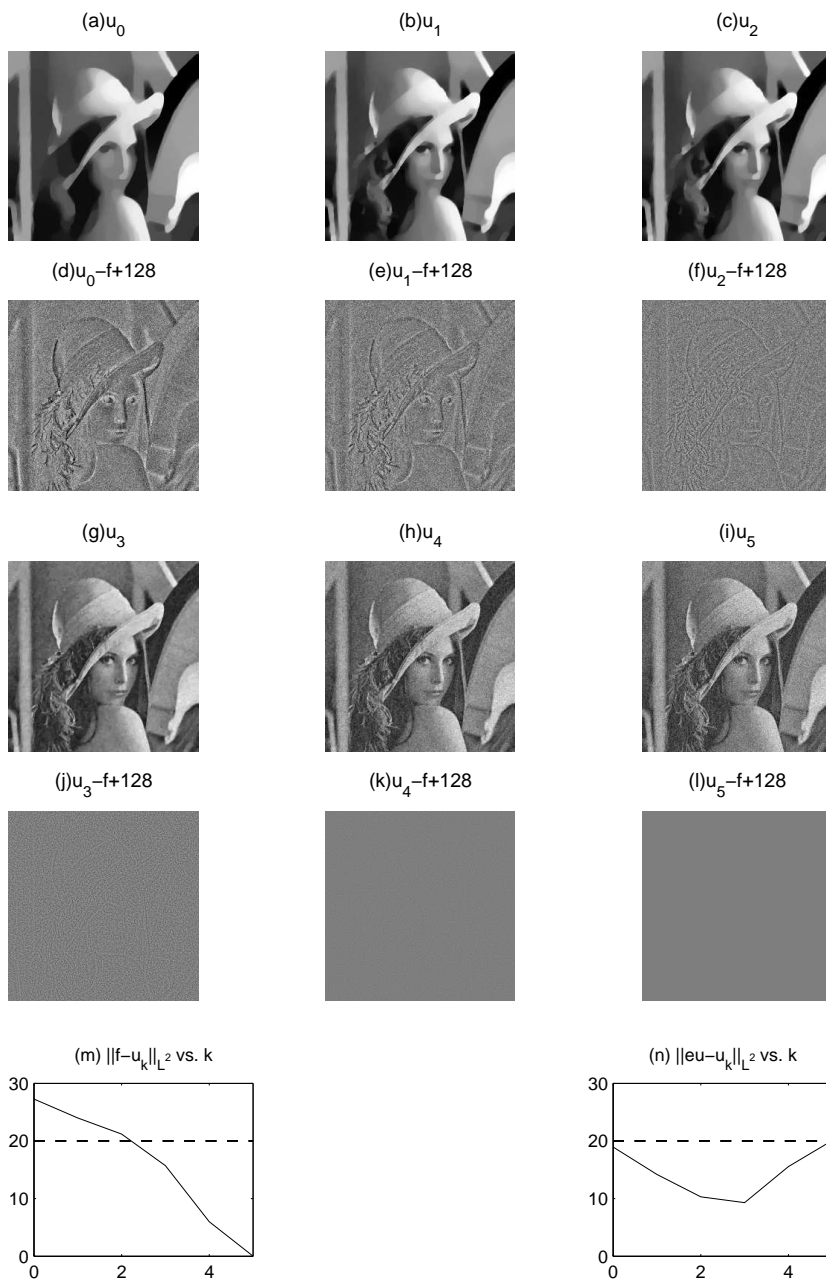 (a)u0 (b)u1 (c)u2
(d)u0−f+128 (e)u1−f+128 (f)u2−f+128
(g)u3 (h)u4 (i)u5
(j)u3−f+128 (k)u4−f+128 (l)u5−f+128
(m) ||f−uk||L² vs. k (n) ||eu−uk||L² vs. k
30 30
20 20
10 10
0 0
0 2 4 0 2 4